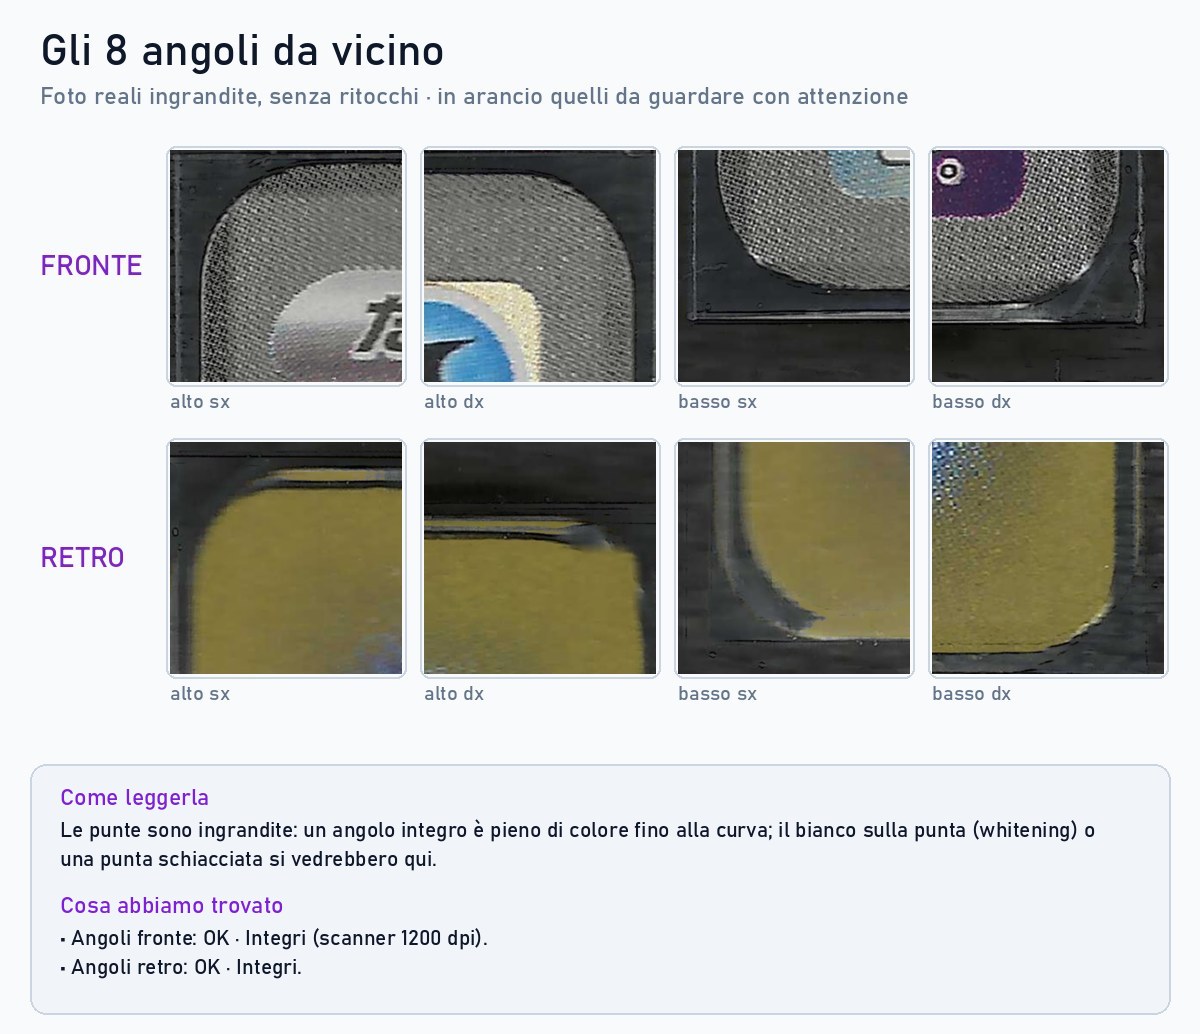 Gli 8 angoli da vicino
Foto reali ingrandite, senza ritocchi · in arancio quelli da guardare con attenzione
FRONTE
alto sx
alto dx
basso sx
basso dx
RETRO
alto sx
alto dx
basso sx
basso dx
Come leggerla
Le punte sono ingrandite: un angolo integro è pieno di colore fino alla curva; il bianco sulla punta (whitening) o
una punta schiacciata si vedrebbero qui.
Cosa abbiamo trovato
· Angoli fronte: OK · Integri (scanner 1200 dpi).
· Angoli retro: OK · Integri.